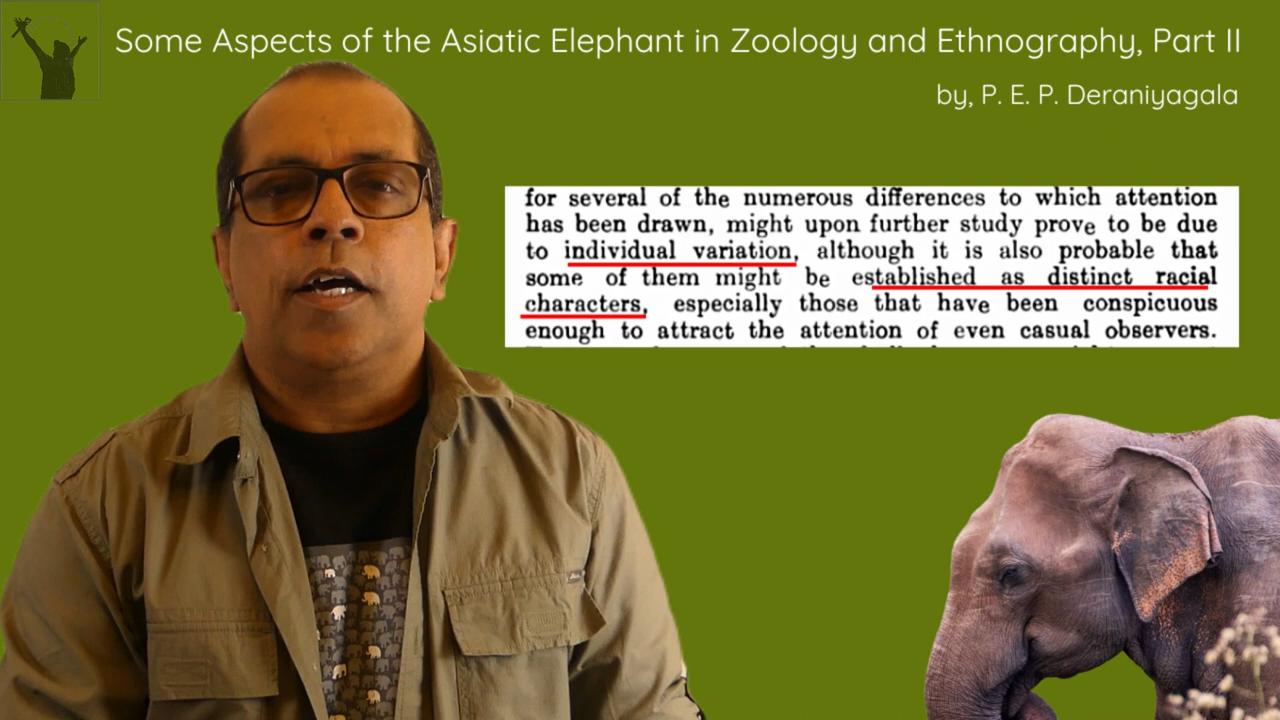 Some Aspects of the Asiatic Elephant in Zoology and Ethnography, Part II
by, P. E. P. Deraniyagala
for several of the numerous differences to which attention
has been drawn, might upon further study prove to be due
to individual variation, although it is also probable that
some of them might be established as distinct racial
characters, especially those that have been conspicuous
enough to attract the attention of even casual observers.